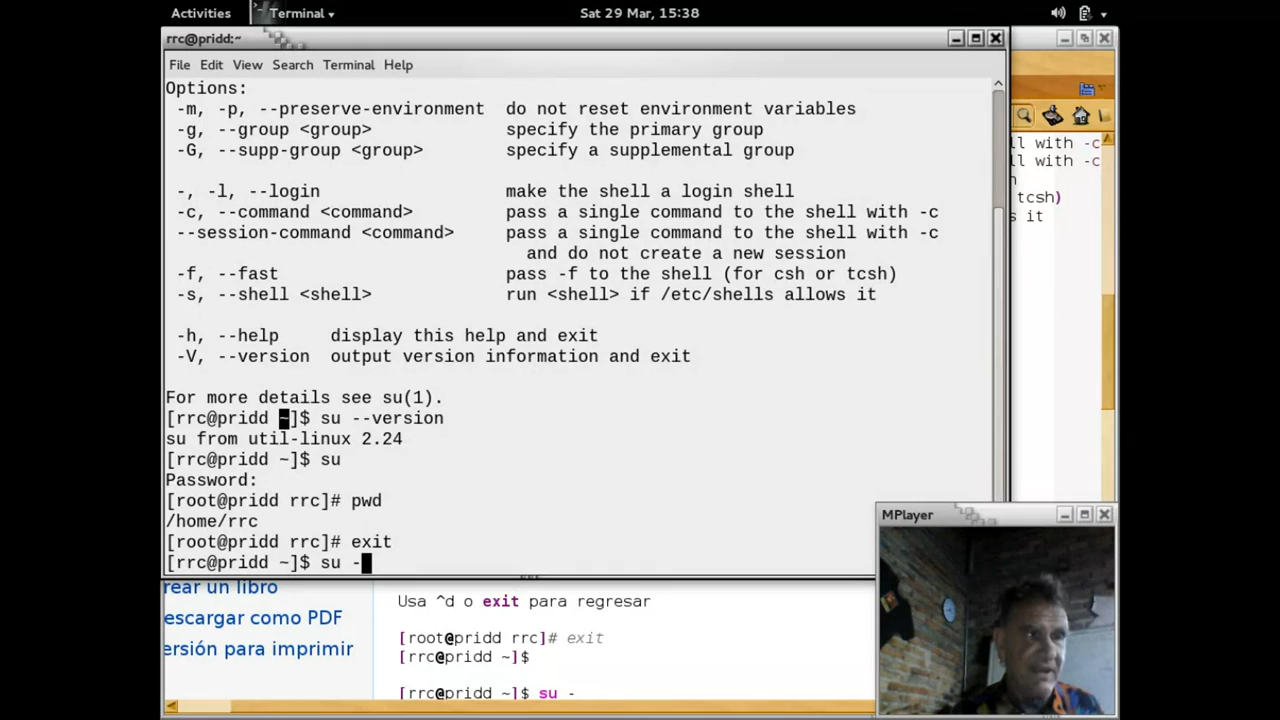 Activities Terminal Sat 29 Mar, 15:38
rrc@pridd:~
File Edit View Search Terminal Help
Options:
-m, -p, --preserve-environment do not reset environment variables
-g, --group <group> specify the primary group
-G, --supp-group <group> specify a supplemental group
-, -l, --login make the shell a login shell
-c, --command <command> pass a single command to the shell with -c
--session-command <command> pass a single command to the shell with -c
and do not create a new session
-f, --fast pass -f to the shell (for csh or tcsh)
-s, --shell <shell> run <shell> if /etc/shells allows it
-h, --help display this help and exit
-V, --version output version information and exit
For more details see su(1).
[rrc@pridd ~]$ su --version
su from util-linux 2.24
[rrc@pridd ~]$ su
Password:
[root@pridd rrc]# pwd
/home/rrc
[root@pridd rrc]# exit
[rrc@pridd ~]$ su -
ll with -c
ll with -c
n
tcsh)
s it
MPlayer
rear un libro
escargar como PDF
ersión para imprimir
Usa ^d o exit para regresar
[root@pridd rrc]# exit
[rrc@pridd ~]$
[rrc@pridd ~]$ su -